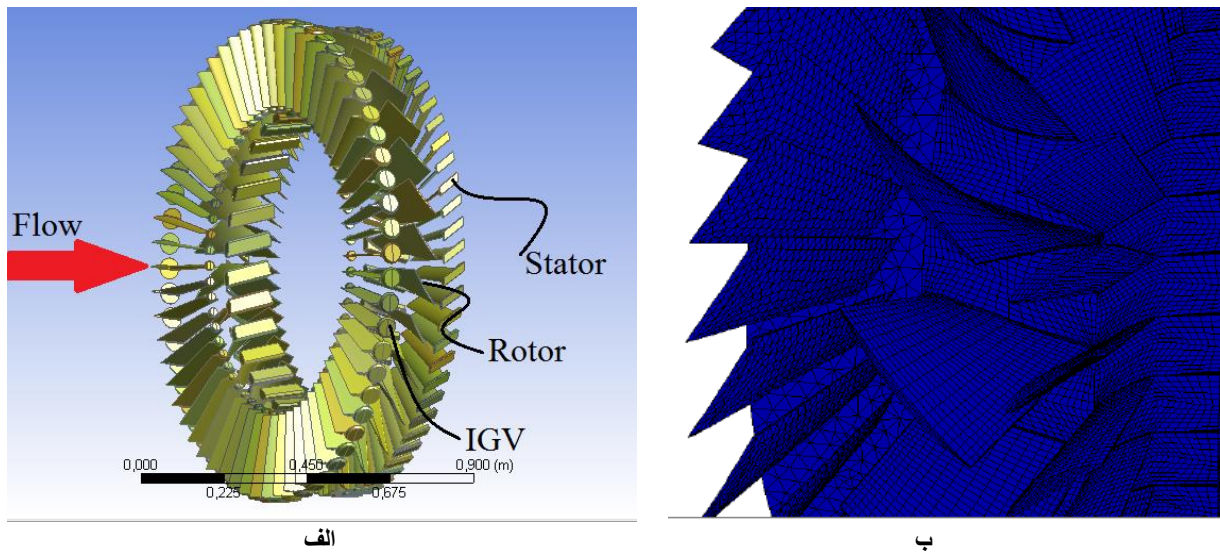 Flow
Stator
Rotor
IGV
0,000
0,450
0,900 (m)
0,225
0,675
الف
ب